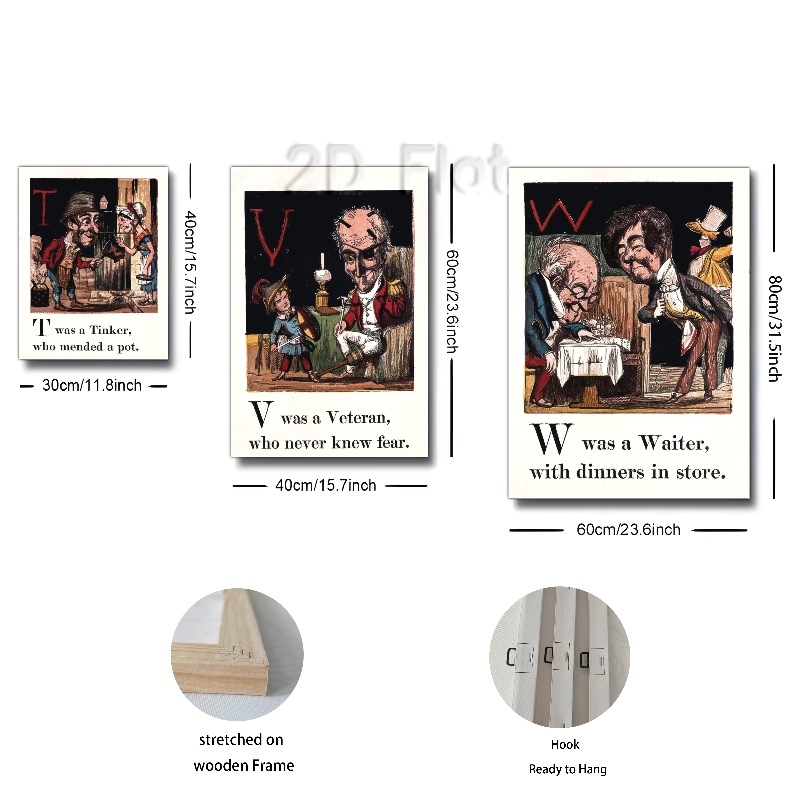 2D Flat
T
T was a Tinker,
who mended a pot.
40cm/15.7inch
30cm/11.8inch
V
V was a Veteran,
who never knew fear.
60cm/23.6inch
40cm/15.7inch
W
W was a Waiter,
with dinners in store.
80cm/31.5inch
60cm/23.6inch
stretched on
wooden Frame
Hook
Ready to Hang